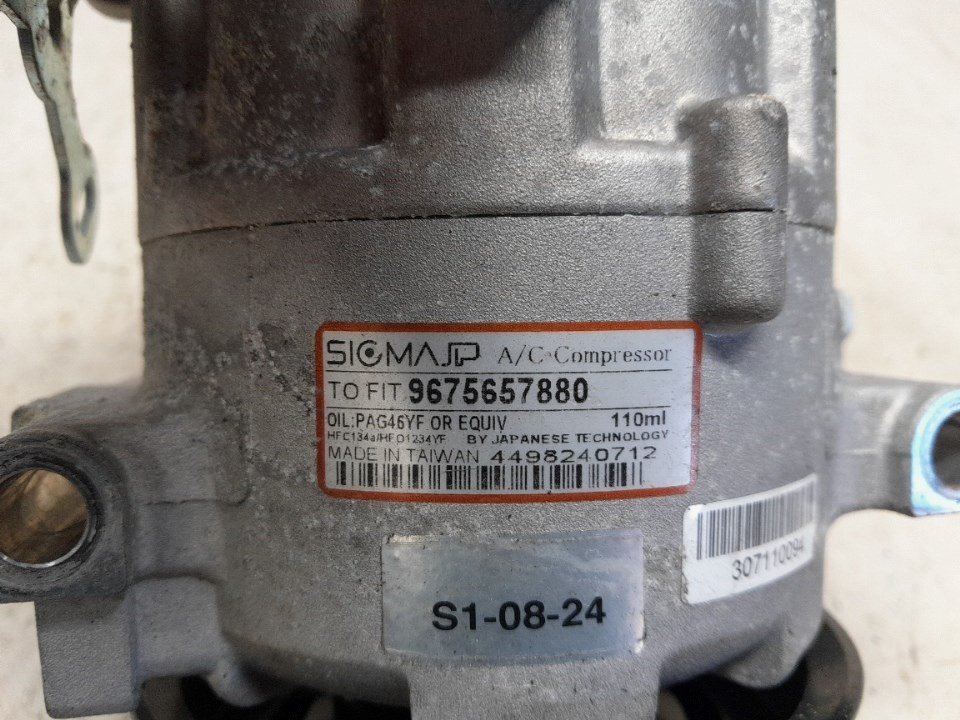 SIGMAJP A/C Compressor
TO FIT 9675657880
OIL:PAG46YF OR EQUIV 110ml
HFC134a/HFO1234YF BY JAPANESE TECHNOLOGY
MADE IN TAIWAN 4498240712
307110094
S1-08-24